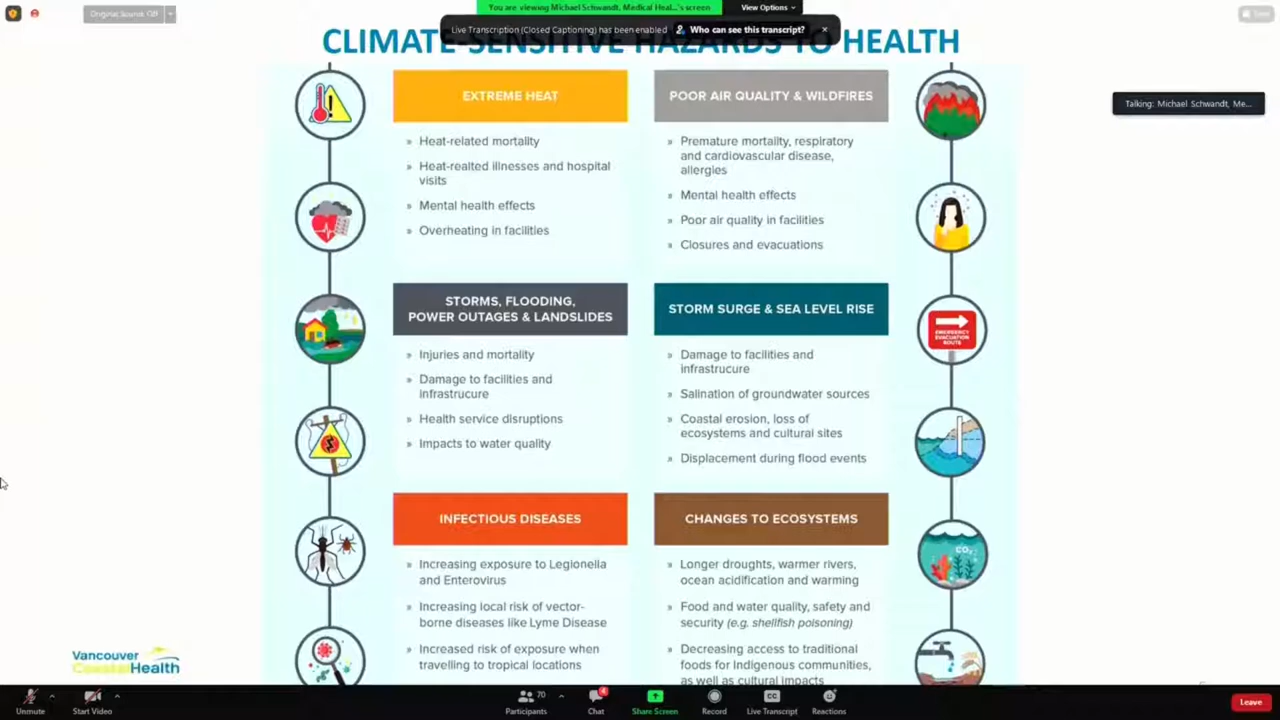 Original Sound: Off
You are viewing Michael Schwandt, Medical Heal...'s screen
View Options
Live Transcription (Closed Captioning) has been enabled
Who can see this transcript?
CLIMATE-SENSITIVE HAZARDS TO HEALTH
Talking: Michael Schwandt, Me...
EXTREME HEAT
» Heat-related mortality
» Heat-realted illnesses and hospital
visits
» Mental health effects
» Overheating in facilities
POOR AIR QUALITY & WILDFIRES
» Premature mortality, respiratory
and cardiovascular disease,
allergies
» Mental health effects
» Poor air quality in facilities
» Closures and evacuations
STORMS, FLOODING,
POWER OUTAGES & LANDSLIDES
» Injuries and mortality
» Damage to facilities and
infrastrucure
» Health service disruptions
» Impacts to water quality
STORM SURGE & SEA LEVEL RISE
» Damage to facilities and
infrastrucure
» Salination of groundwater sources
» Coastal erosion, loss of
ecosystems and cultural sites
» Displacement during flood events
EMERGENCY
EVACUATION
ROUTE
INFECTIOUS DISEASES
» Increasing exposure to Legionella
and Enterovirus
» Increasing local risk of vector-
borne diseases like Lyme Disease
» Increased risk of exposure when
travelling to tropical locations
CHANGES TO ECOSYSTEMS
» Longer droughts, warmer rivers,
ocean acidification and warming
» Food and water quality, safety and
security (e.g. shellfish poisoning)
» Decreasing access to traditional
foods for Indigenous communities,
as well as cultural impacts
CO₂
Vancouver
CoastalHealth
Unmute
Start Video
70
Participants
4
Chat
Share Screen
Record
CC
Live Transcript
Reactions
Leave